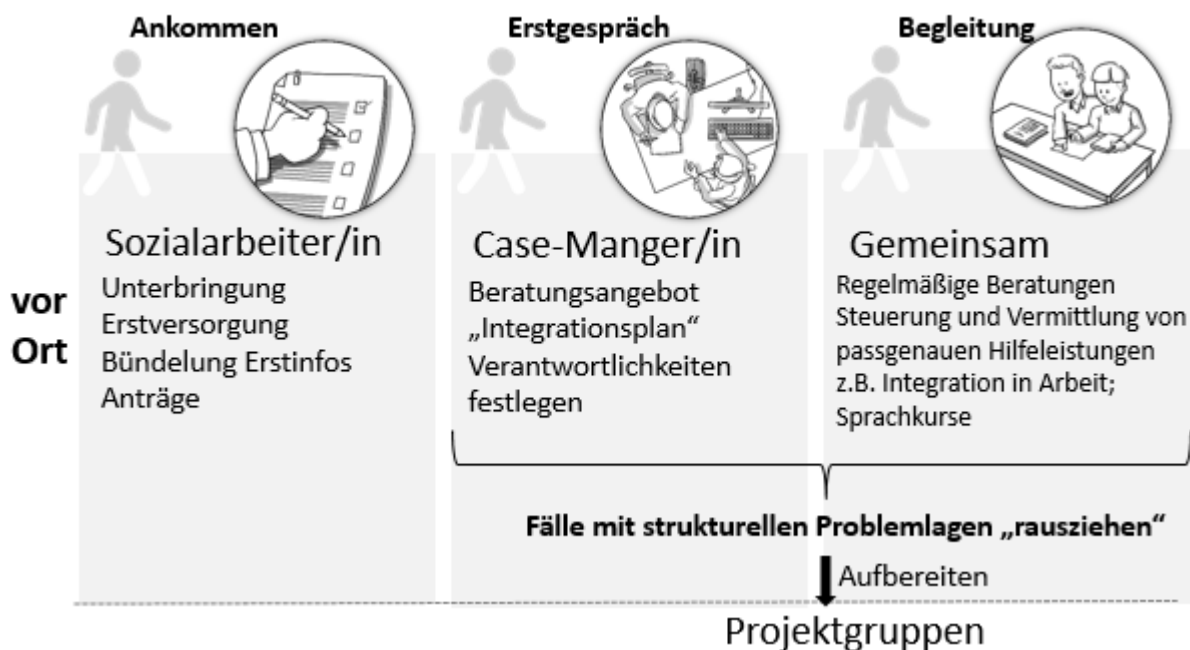 Ankommen
Erstgespräch
Begleitung
vor
Ort
Sozialarbeiter/in
Unterbringung
Erstversorgung
Bündelung Erstinfos
Anträge
Case-Manger/in
Beratungsangebot
„Integrationsplan“
Verantwortlichkeiten
festlegen
Gemeinsam
Regelmäßige Beratungen
Steuerung und Vermittlung von
passgenauen Hilfeleistungen
z.B. Integration in Arbeit;
Sprachkurse
Fälle mit strukturellen Problemlagen „rausziehen“
Aufbereiten
Projektgruppen